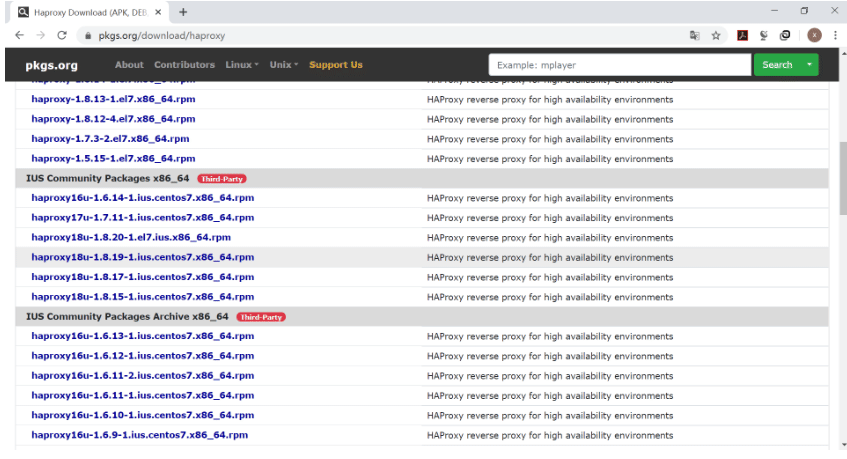 Haproxy Download (APK, DEB,
pkgs.org/download/haproxy
pkgs.org About Contributors Linux Unix Support Us Example: mplayer Search
haproxy-1.8.13-1.el7.x86_64.rpm HAProxy reverse proxy for high availability environments
haproxy-1.8.12-4.el7.x86_64.rpm HAProxy reverse proxy for high availability environments
haproxy-1.7.3-2.el7.x86_64.rpm HAProxy reverse proxy for high availability environments
haproxy-1.5.15-1.el7.x86_64.rpm HAProxy reverse proxy for high availability environments
IUS Community Packages x86_64 Third-Party
haproxy16u-1.6.14-1.ius.centos7.x86_64.rpm HAProxy reverse proxy for high availability environments
haproxy17u-1.7.11-1.ius.centos7.x86_64.rpm HAProxy reverse proxy for high availability environments
haproxy18u-1.8.20-1.el7.ius.x86_64.rpm HAProxy reverse proxy for high availability environments
haproxy18u-1.8.19-1.ius.centos7.x86_64.rpm HAProxy reverse proxy for high availability environments
haproxy18u-1.8.17-1.ius.centos7.x86_64.rpm HAProxy reverse proxy for high availability environments
haproxy18u-1.8.15-1.ius.centos7.x86_64.rpm HAProxy reverse proxy for high availability environments
IUS Community Packages Archive x86_64 Third-Party
haproxy16u-1.6.13-1.ius.centos7.x86_64.rpm HAProxy reverse proxy for high availability environments
haproxy16u-1.6.12-1.ius.centos7.x86_64.rpm HAProxy reverse proxy for high availability environments
haproxy16u-1.6.11-2.ius.centos7.x86_64.rpm HAProxy reverse proxy for high availability environments
haproxy16u-1.6.11-1.ius.centos7.x86_64.rpm HAProxy reverse proxy for high availability environments
haproxy16u-1.6.10-1.ius.centos7.x86_64.rpm HAProxy reverse proxy for high availability environments
haproxy16u-1.6.9-1.ius.centos7.x86_64.rpm HAProxy reverse proxy for high availability environments